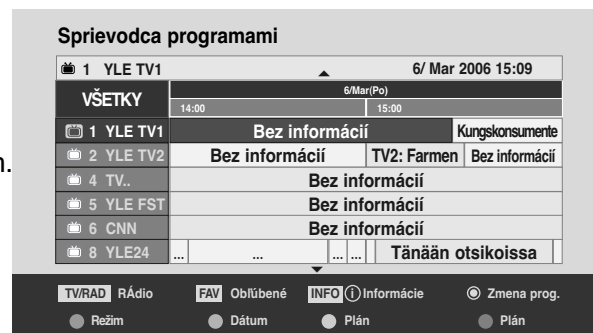 Sprievodca programami
1 YLE TV1 6/ Mar 2006 15:09
VŠETKY 6/Mar(Po)
14:00 15:00
1 YLE TV1 Bez informácií Kungskonsumente
2 YLE TV2 Bez informácií TV2: Farmen Bez informácií
4 TV.. Bez informácií
5 YLE FST Bez informácií
6 CNN Bez informácií
8 YLE24 ... ... ... ... Tänään otsikoissa
TV/RAD RÁdio FAV Obľúbené INFO i Informácie Zmena prog.
Režim Dátum Plán Plán
n.